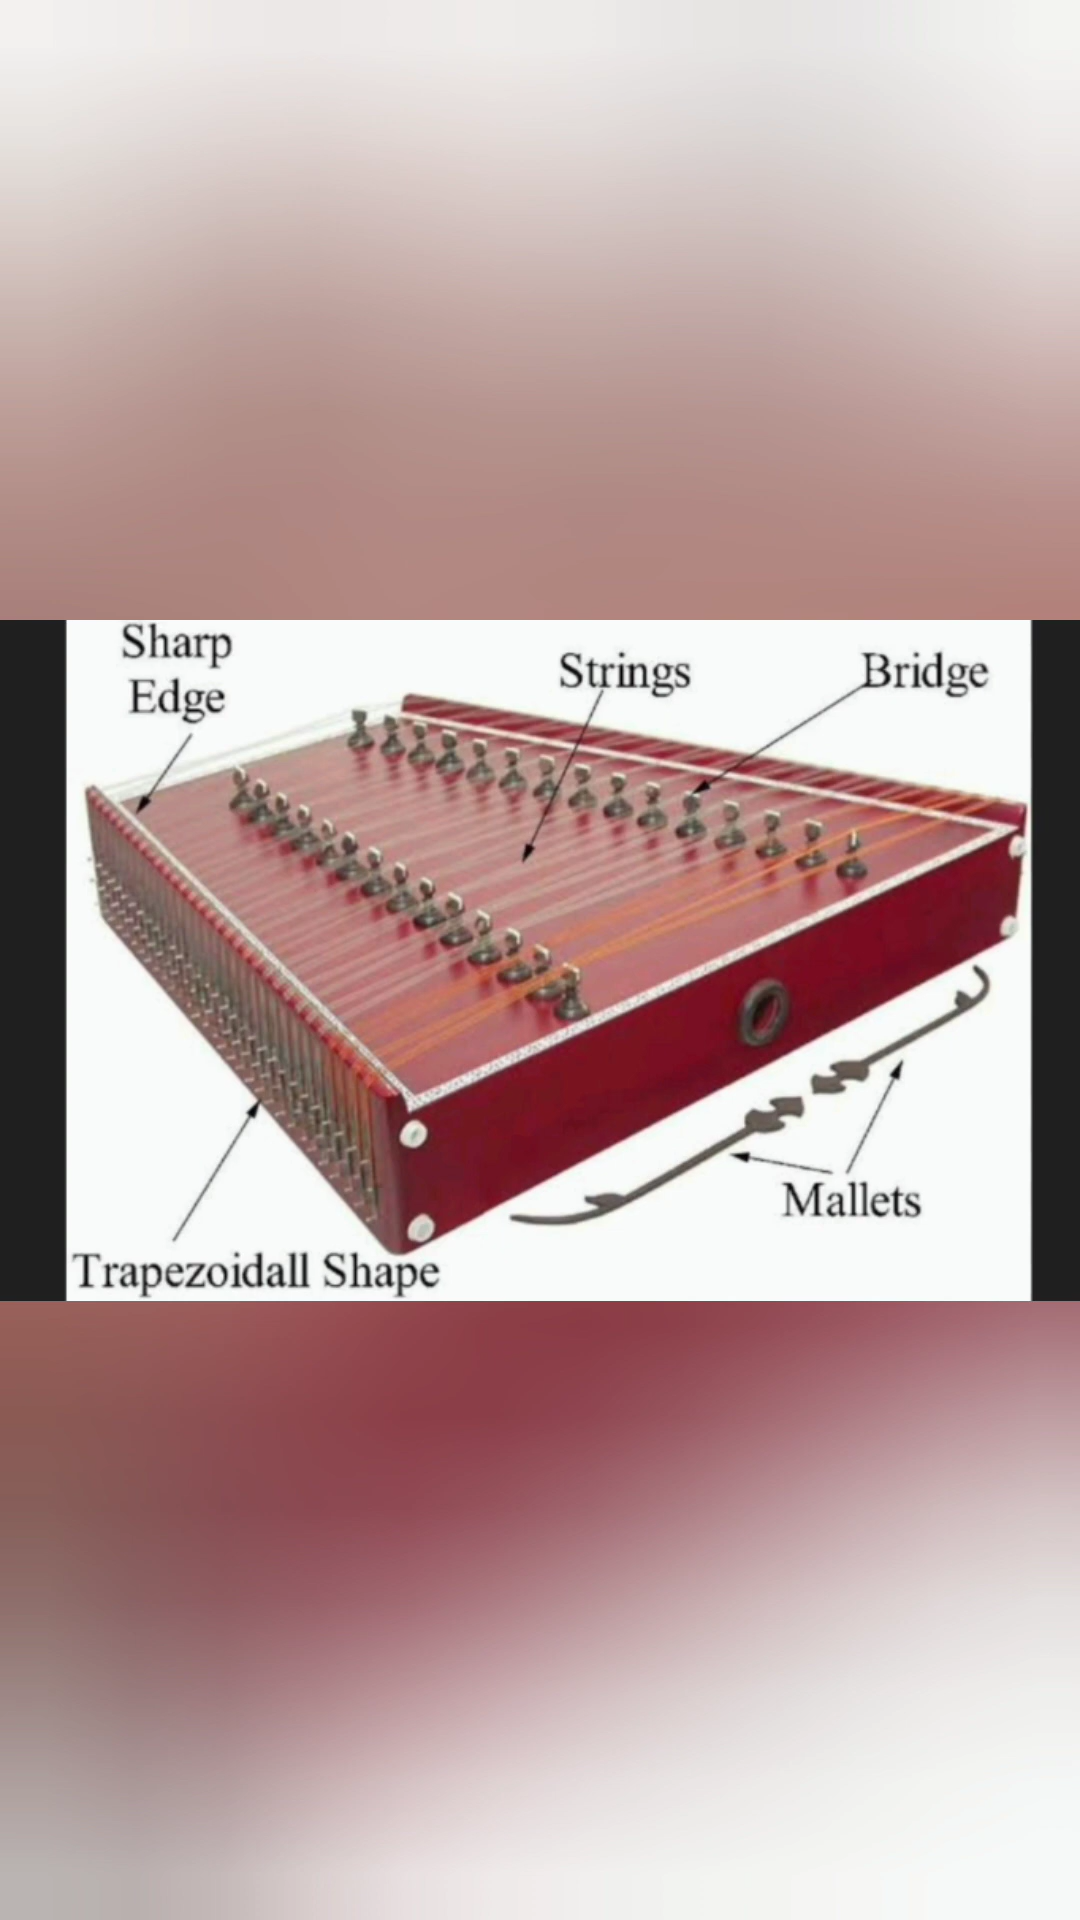 Sharp
Edge
Strings
Bridge
Mallets
Trapezoidall Shape